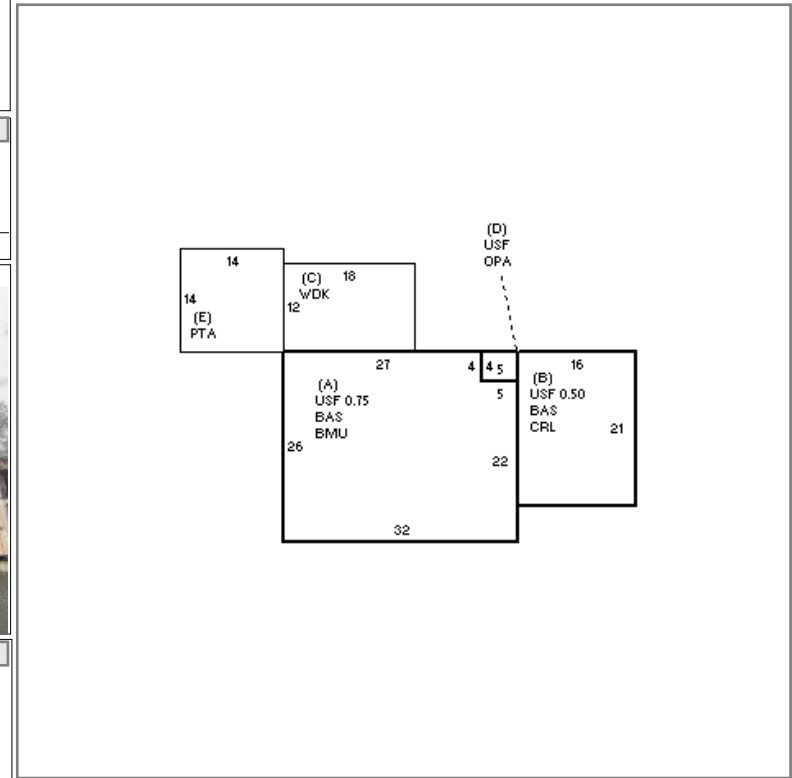 (D)
USF
OPA
14
14
(E)
PTA
(C) 18
WDK
12
27
4
4 5
5
(A)
USF 0.75
BAS
BMU
26
22
32
16
(B)
USF 0.50
BAS
CRL
21